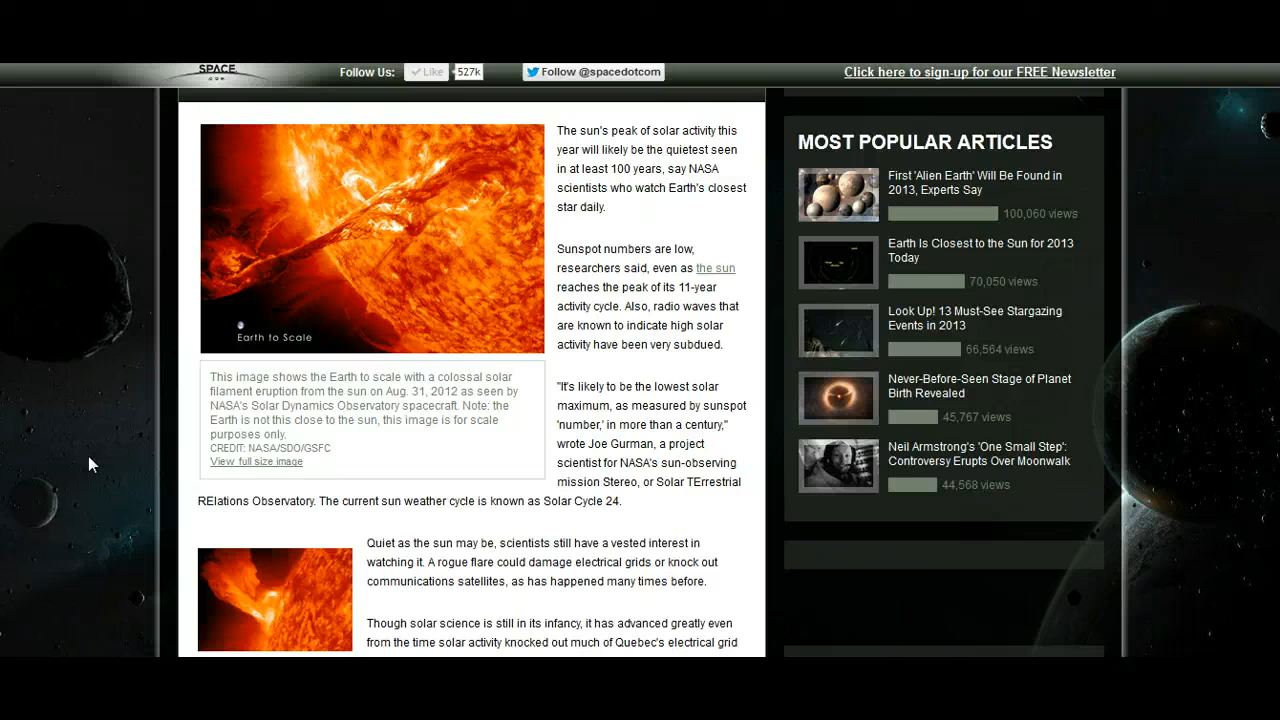 SPACE
.com
Follow Us:
Like
527k
Follow @spacedotcom
Click here to sign-up for our FREE Newsletter
Earth to Scale
This image shows the Earth to scale with a colossal solar
filament eruption from the sun on Aug. 31, 2012 as seen by
NASA's Solar Dynamics Observatory spacecraft. Note: the
Earth is not this close to the sun, this image is for scale
purposes only.
CREDIT: NASA/SDO/GSFC
View full size image
The sun's peak of solar activity this
year will likely be the quietest seen
in at least 100 years, say NASA
scientists who watch Earth's closest
star daily.
Sunspot numbers are low,
researchers said, even as the sun
reaches the peak of its 11-year
activity cycle. Also, radio waves that
are known to indicate high solar
activity have been very subdued.
"It's likely to be the lowest solar
maximum, as measured by sunspot
'number,' in more than a century,"
wrote Joe Gurman, a project
scientist for NASA's sun-observing
mission Stereo, or Solar TErrestrial
RElations Observatory. The current sun weather cycle is known as Solar Cycle 24.
Quiet as the sun may be, scientists still have a vested interest in
watching it. A rogue flare could damage electrical grids or knock out
communications satellites, as has happened many times before.
Though solar science is still in its infancy, it has advanced greatly even
from the time solar activity knocked out much of Quebec's electrical grid
MOST POPULAR ARTICLES
First 'Alien Earth' Will Be Found in
2013, Experts Say
100,060 views
Earth Is Closest to the Sun for 2013
Today
70,050 views
Look Up! 13 Must-See Stargazing
Events in 2013
66,564 views
Never-Before-Seen Stage of Planet
Birth Revealed
45,767 views
Neil Armstrong's 'One Small Step':
Controversy Erupts Over Moonwalk
44,568 views